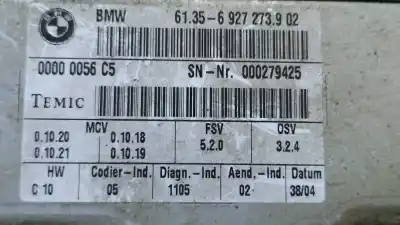 BMW 61.35-6 927 273.9 02
0000 0056 C5 SN-Nr. 000279425
TEMIC
MCV FSV OSV
0.10.20 0.10.18 5.2.0 3.2.4
0.10.21 0.10.19
HW Codier-Ind. Diagn.-Ind. Aend.-Ind. Datum
C 10 05 1105 02 38/04